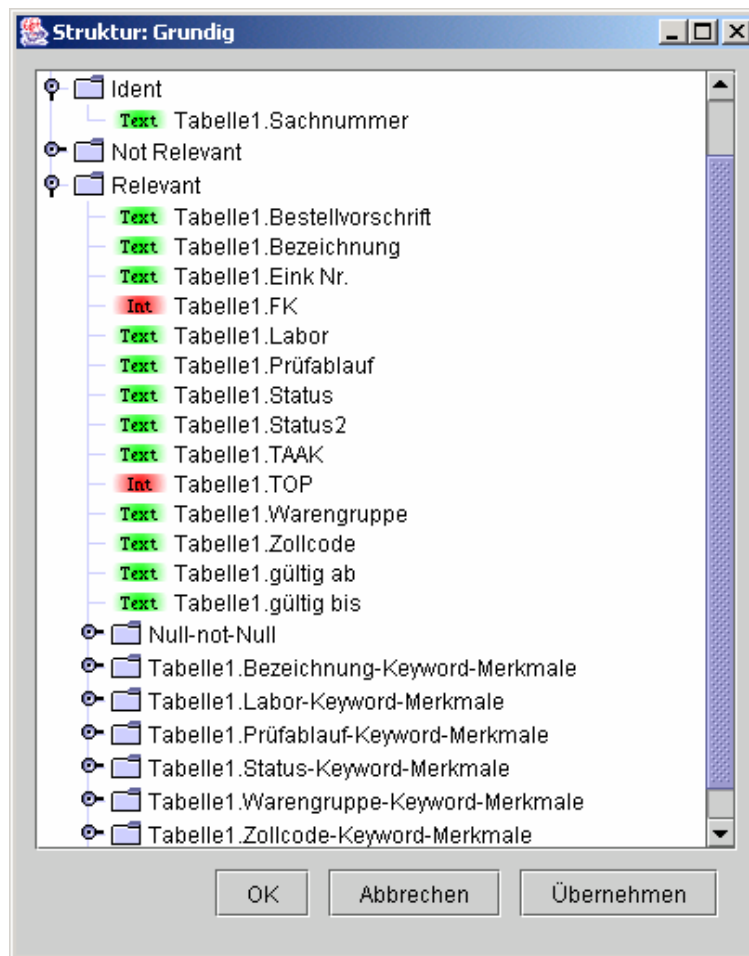 Struktur: Grundig
Ident
Text Tabelle1.Sachnummer
Not Relevant
Relevant
Text Tabelle1.Bestellvorschrift
Text Tabelle1.Bezeichnung
Text Tabelle1.Eink Nr.
Int Tabelle1.FK
Text Tabelle1.Labor
Text Tabelle1.Prüfablauf
Text Tabelle1.Status
Text Tabelle1.Status2
Text Tabelle1.TAAK
Int Tabelle1.TOP
Text Tabelle1.Warengruppe
Text Tabelle1.Zollcode
Text Tabelle1.gültig ab
Text Tabelle1.gültig bis
Null-not-Null
Tabelle1.Bezeichnung-Keyword-Merkmale
Tabelle1.Labor-Keyword-Merkmale
Tabelle1.Prüfablauf-Keyword-Merkmale
Tabelle1.Status-Keyword-Merkmale
Tabelle1.Warengruppe-Keyword-Merkmale
Tabelle1.Zollcode-Keyword-Merkmale
OK Abbrechen Übernehmen